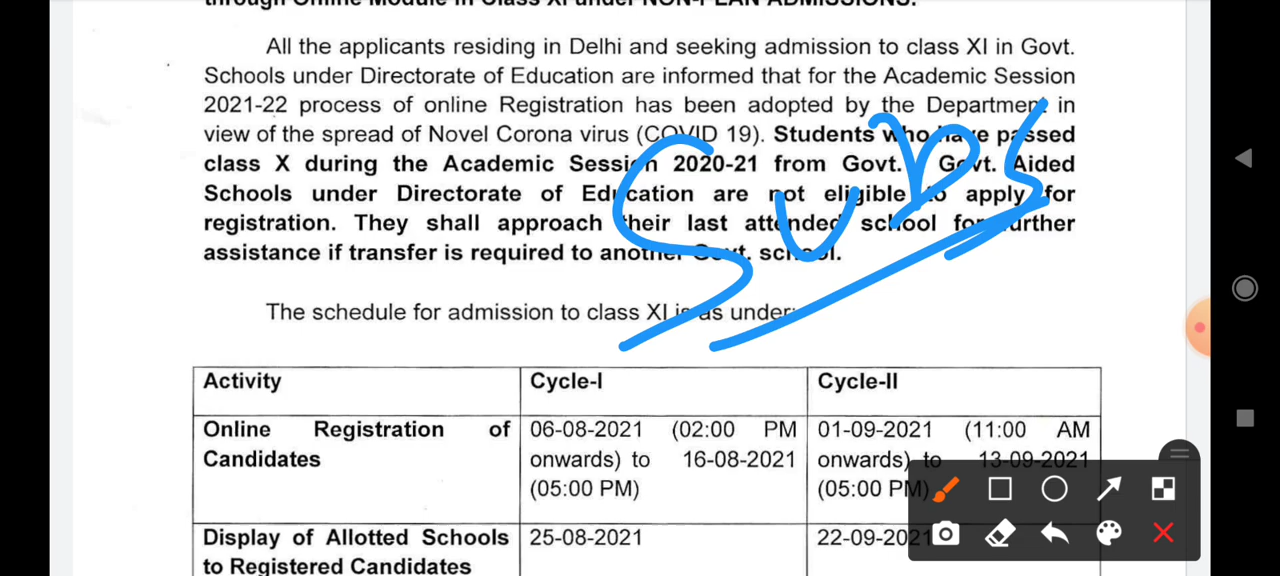 through Online Module in Class XI under NON-PLAN ADMISSIONS.
All the applicants residing in Delhi and seeking admission to class XI in Govt.
Schools under Directorate of Education are informed that for the Academic Session
2021-22 process of online Registration has been adopted by the Department in
view of the spread of Novel Corona virus (COVID 19). Students who have passed
class X during the Academic Session 2020-21 from Govt. Govt. Aided
Schools under Directorate of Education are not eligible to apply for
registration. They shall approach their last attended school for further
assistance if transfer is required to another Govt. school.
The schedule for admission to class XI is as under:
Activity Cycle-I Cycle-II
Online Registration of 06-08-2021 (02:00 PM 01-09-2021 (11:00 AM
Candidates onwards) to 16-08-2021 onwards) to 13-09-2021
(05:00 PM) (05:00 PM)
Display of Allotted Schools 25-08-2021 22-09-2021
to Registered Candidates